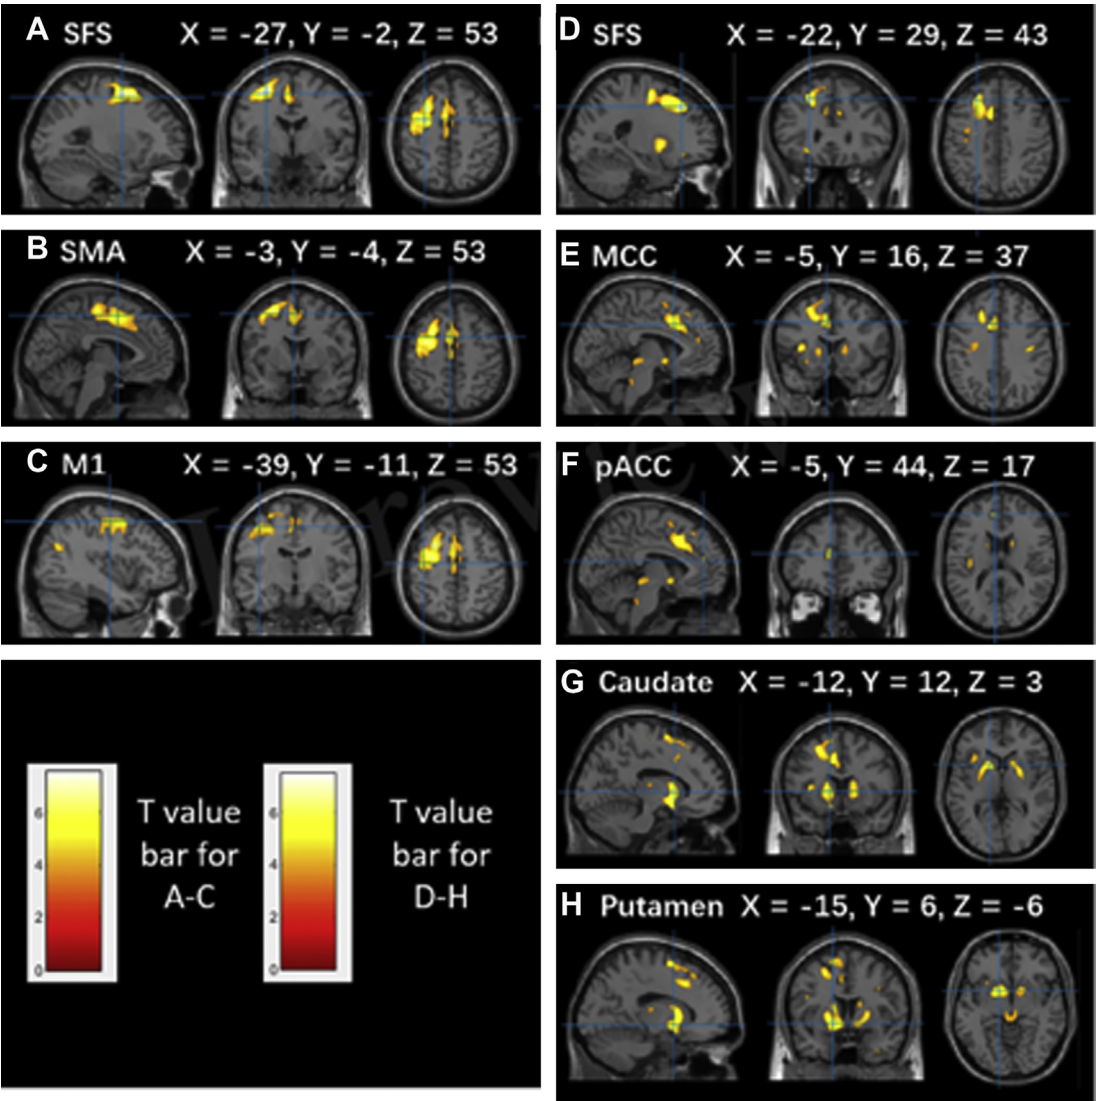 A SFS X = -27, Y = -2, Z = 53
B SMA X = -3, Y = -4, Z = 53
C M1 X = -39, Y = -11, Z = 53
6
4
2
0
T value
bar for
A-C
6
4
2
0
T value
bar for
D-H
D SFS X = -22, Y = 29, Z = 43
E MCC X = -5, Y = 16, Z = 37
F pACC X = -5, Y = 44, Z = 17
G Caudate X = -12, Y = 12, Z = 3
H Putamen X = -15, Y = 6, Z = -6